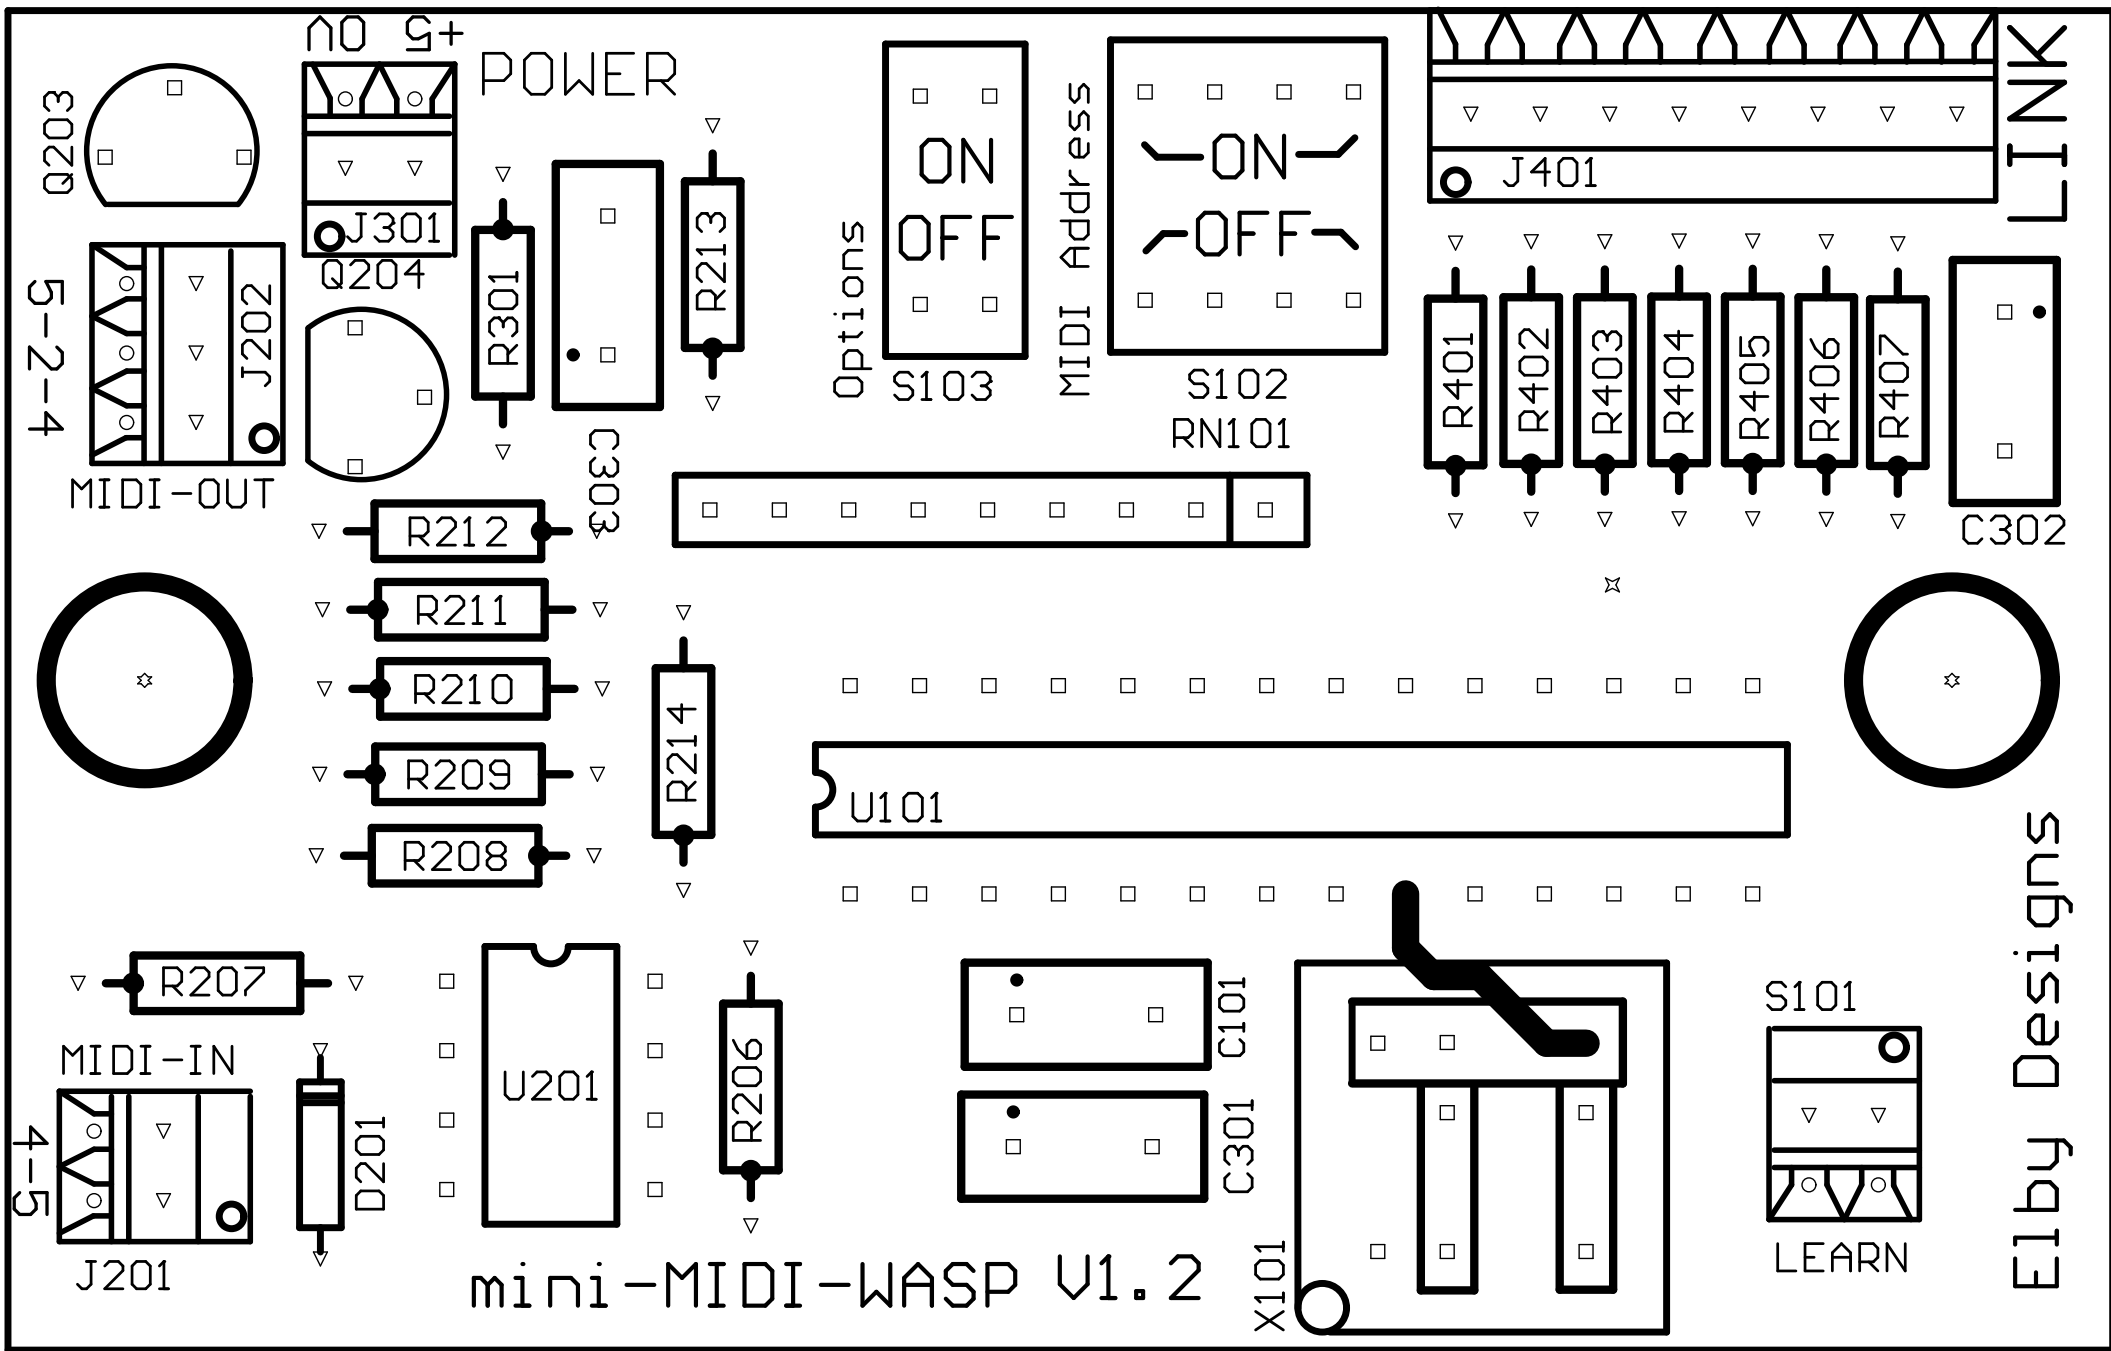 0V +5
POWER
Q203
J301
Q204
R301
R213
ON
OFF
Options
S103
MIDI Address
ON
OFF
S102
RN101
J401
LINK
5-2-4
J202
MIDI-OUT
C303
R401
R402
R403
R404
R405
R406
R407
C302
R212
R211
R210
R209
R208
R214
U101
R207
MIDI-IN
4-5
J201
D201
U201
R206
C101
C301
X101
S101
LEARN
Elby Designs
mini-MIDI-WASP V1.2